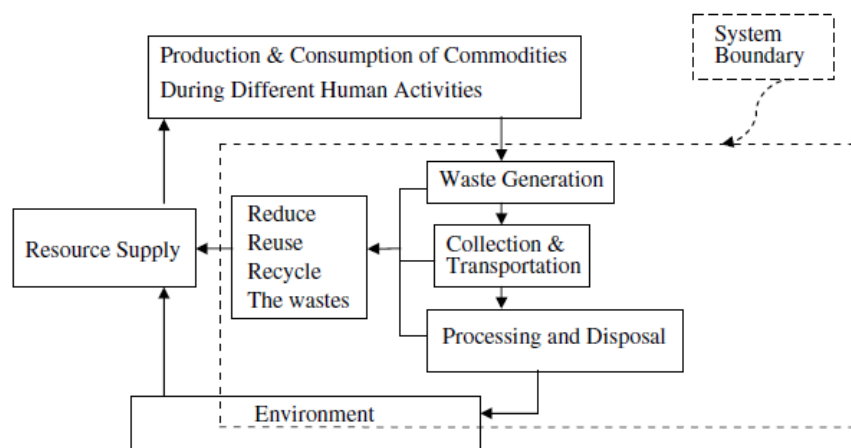 Production & Consumption of Commodities
During Different Human Activities
System
Boundary
Waste Generation
Reduce
Reuse
Recycle
The wastes
Resource Supply
Collection &
Transportation
Processing and Disposal
Environment